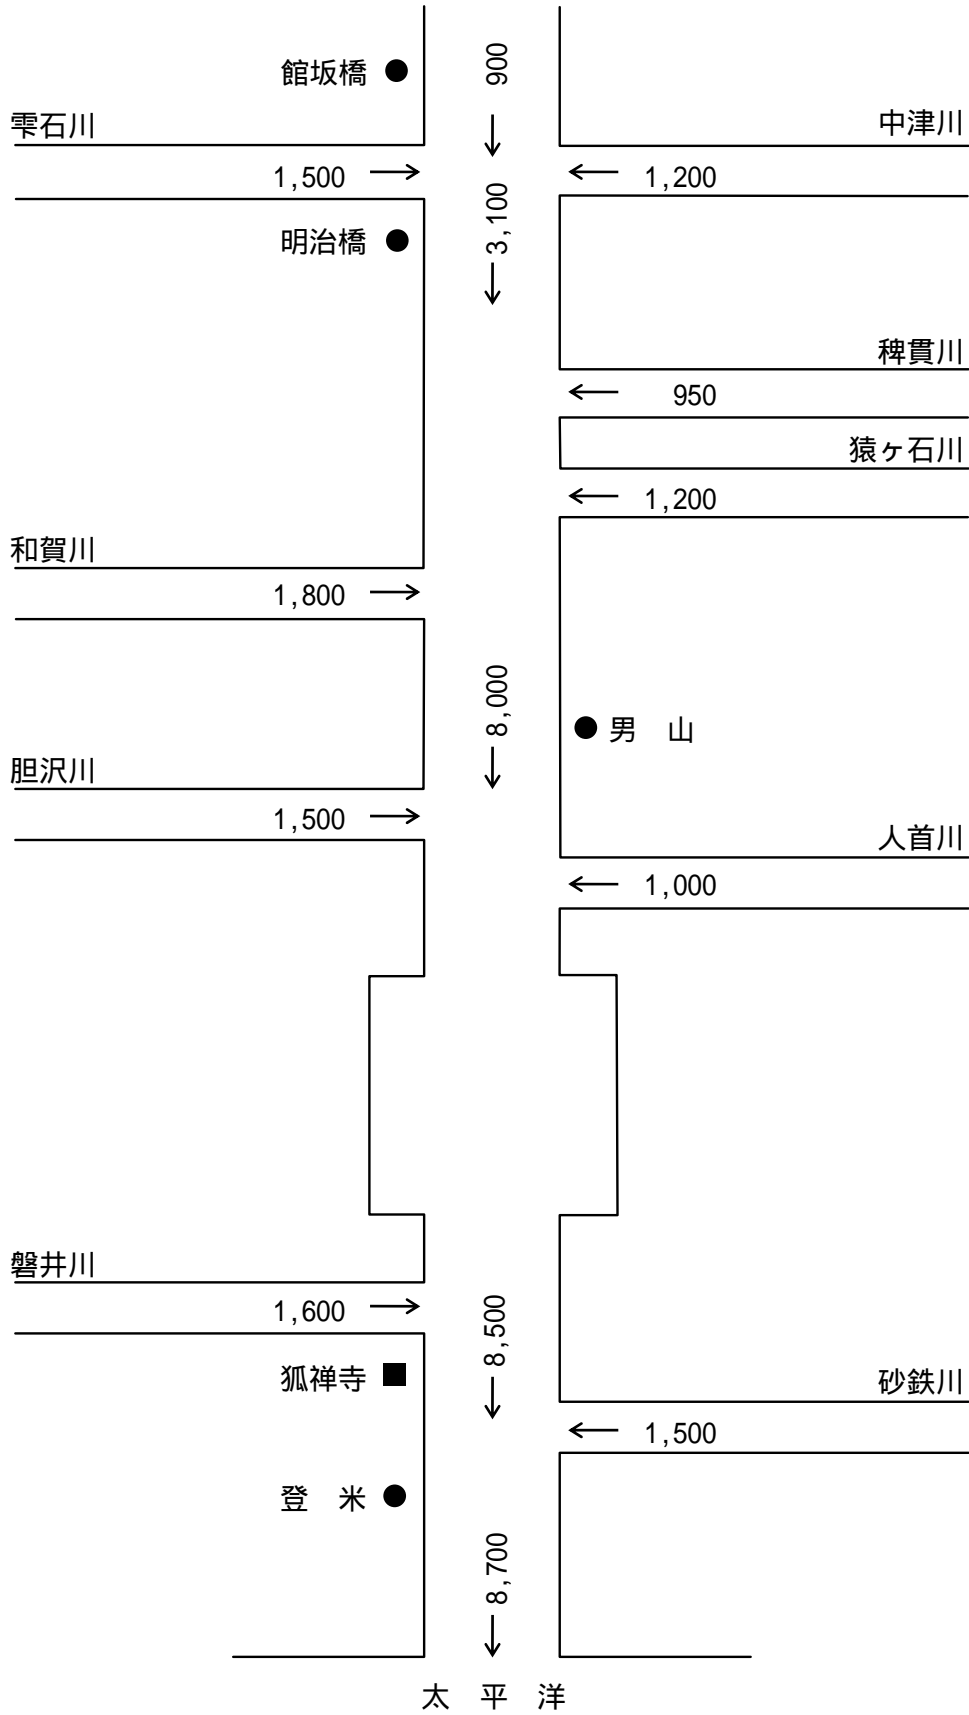 館坂橋
900
雫石川
中津川
1,500
1,200
3,100
明治橋
稗貫川
950
猿ヶ石川
1,200
和賀川
1,800
8,000
男　山
胆沢川
1,500
人首川
1,000
磐井川
1,600
8,500
狐禅寺
砂鉄川
1,500
登　米
8,700
太　平　洋